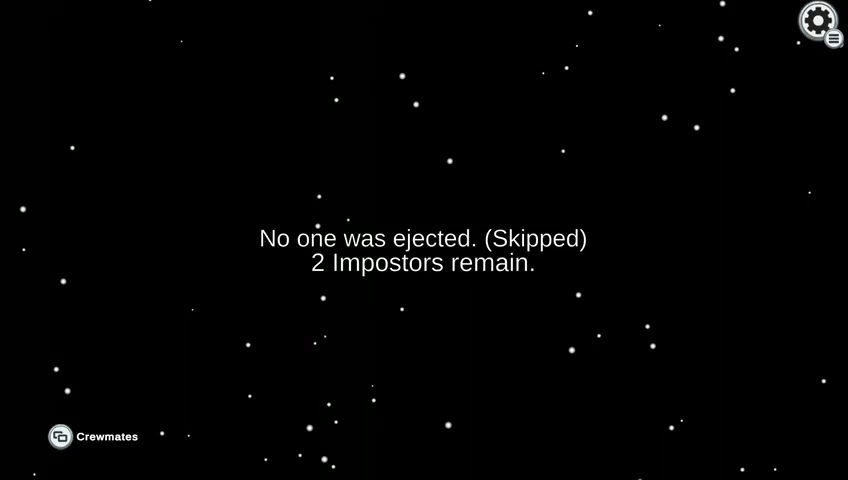 No one was ejected. (Skipped)
2 Impostors remain.
Crewmates